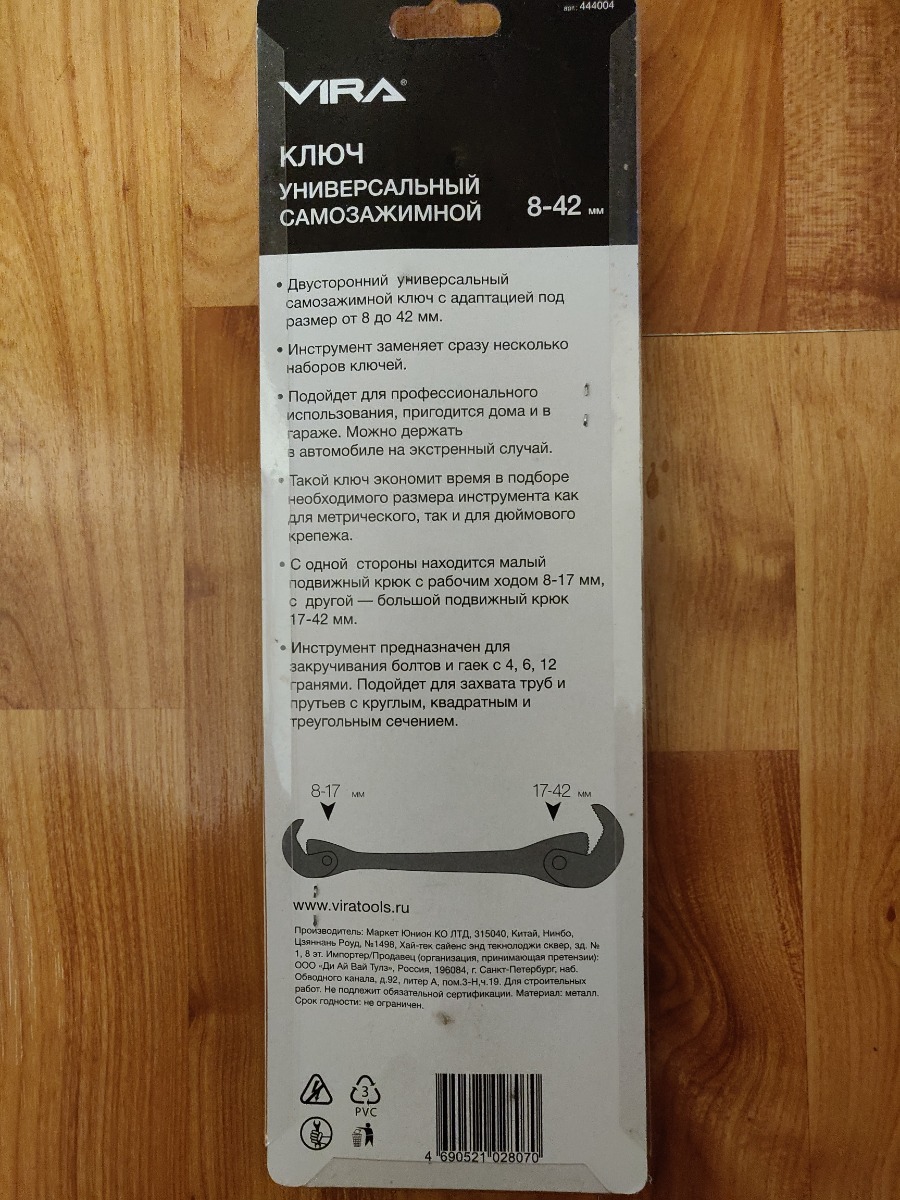 арт. 444004
VIRA®
КЛЮЧ
УНИВЕРСАЛЬНЫЙ
САМОЗАЖИМНОЙ
8-42 мм
• Двусторонний универсальный
самозажимной ключ с адаптацией под
размер от 8 до 42 мм.
• Инструмент заменяет сразу несколько
наборов ключей.
• Подойдет для профессионального
использования, пригодится дома и в
гараже. Можно держать
в автомобиле на экстренный случай.
• Такой ключ экономит время в подборе
необходимого размера инструмента как
для метрического, так и для дюймового
крепежа.
• С одной стороны находится малый
подвижный крюк с рабочим ходом 8-17 мм,
с другой — большой подвижный крюк
17-42 мм.
• Инструмент предназначен для
закручивания болтов и гаек с 4, 6, 12
гранями. Подойдет для захвата труб и
прутьев с круглым, квадратным и
треугольным сечением.
8-17 мм
17-42 мм
www.viratools.ru
Производитель: Маркет Юнион КО ЛТД, 315040, Китай, Нинбо,
Цзяннань Роуд, №1498, Хай-тек сайенс энд текнолоджи сквер, зд. №
1, 8 эт. Импортер/Продавец (организация, принимающая претензии):
ООО «Ди Ай Вай Тулз», Россия, 196084, г. Санкт-Петербург, наб.
Обводного канала, д.92, литер А, пом.3-Н,ч.19. Для строительных
работ. Не подлежит обязательной сертификации. Материал: металл.
Срок годности: не ограничен.
3
PVC
4 690521 028070